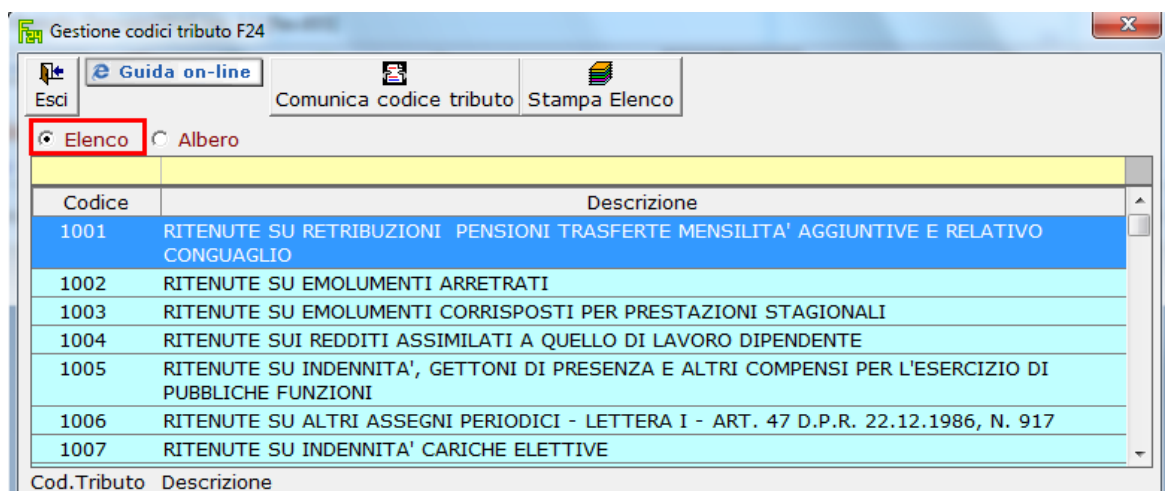 F24 Gestione codici tributo F24
x
Esci
Guida on-line
Comunica codice tributo
Stampa Elenco
Elenco
Albero
Codice Descrizione
1001 RITENUTE SU RETRIBUZIONI PENSIONI TRASFERTE MENSILITA' AGGIUNTIVE E RELATIVO
CONGUAGLIO
1002 RITENUTE SU EMOLUMENTI ARRETRATI
1003 RITENUTE SU EMOLUMENTI CORRISPOSTI PER PRESTAZIONI STAGIONALI
1004 RITENUTE SUI REDDITI ASSIMILATI A QUELLO DI LAVORO DIPENDENTE
1005 RITENUTE SU INDENNITA', GETTONI DI PRESENZA E ALTRI COMPENSI PER L'ESERCIZIO DI
PUBBLICHE FUNZIONI
1006 RITENUTE SU ALTRI ASSEGNI PERIODICI - LETTERA I - ART. 47 D.P.R. 22.12.1986, N. 917
1007 RITENUTE SU INDENNITA' CARICHE ELETTIVE
Cod.Tributo Descrizione